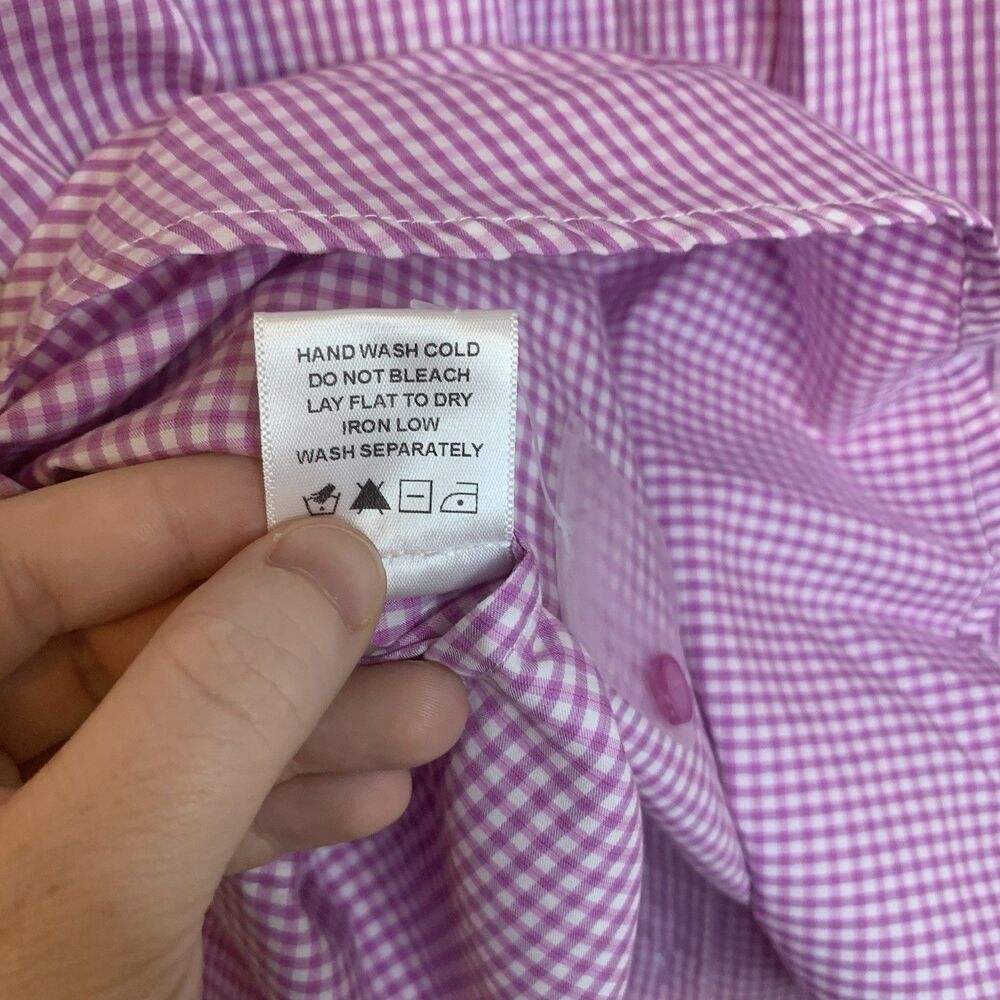 HAND WASH COLD
DO NOT BLEACH
LAY FLAT TO DRY
IRON LOW
WASH SEPARATELY